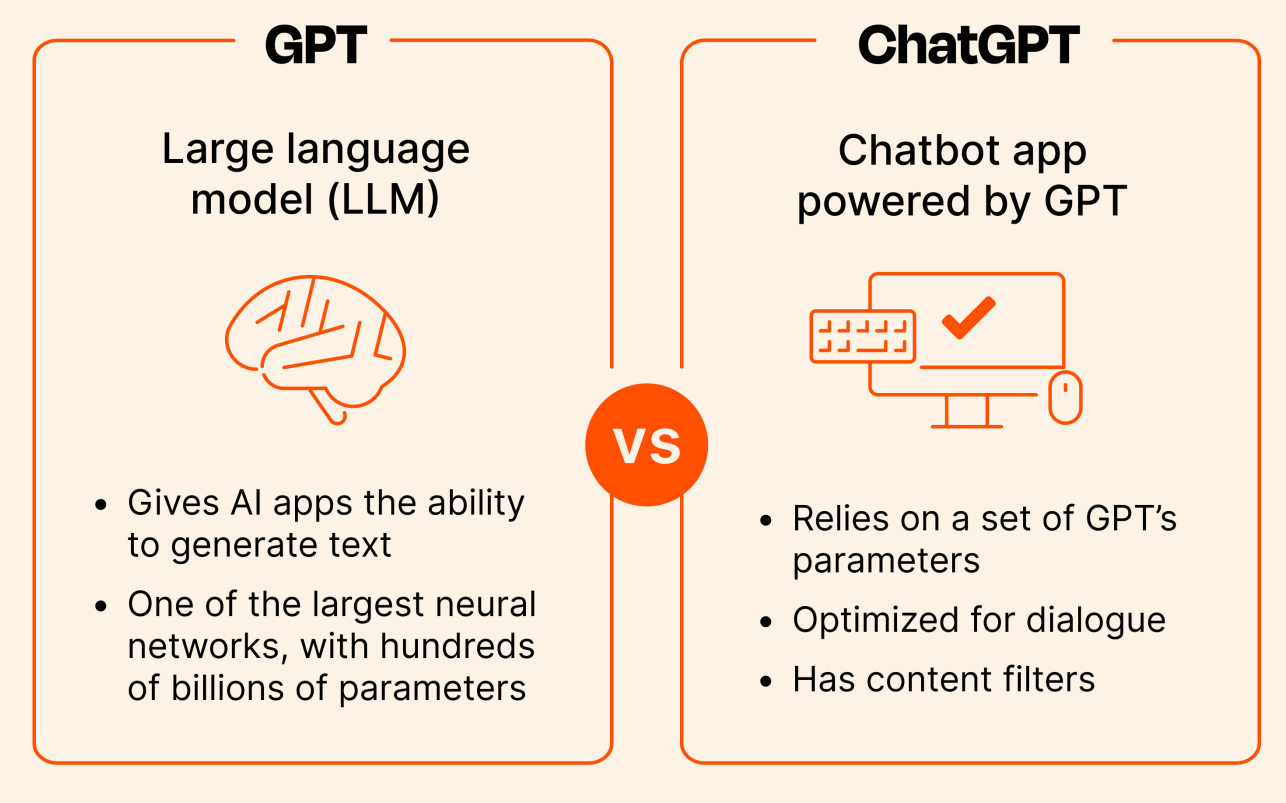 GPT
Large language
model (LLM)
• Gives AI apps the ability
to generate text
• One of the largest neural
networks, with hundreds
of billions of parameters
VS
ChatGPT
Chatbot app
powered by GPT
• Relies on a set of GPT’s
parameters
• Optimized for dialogue
• Has content filters